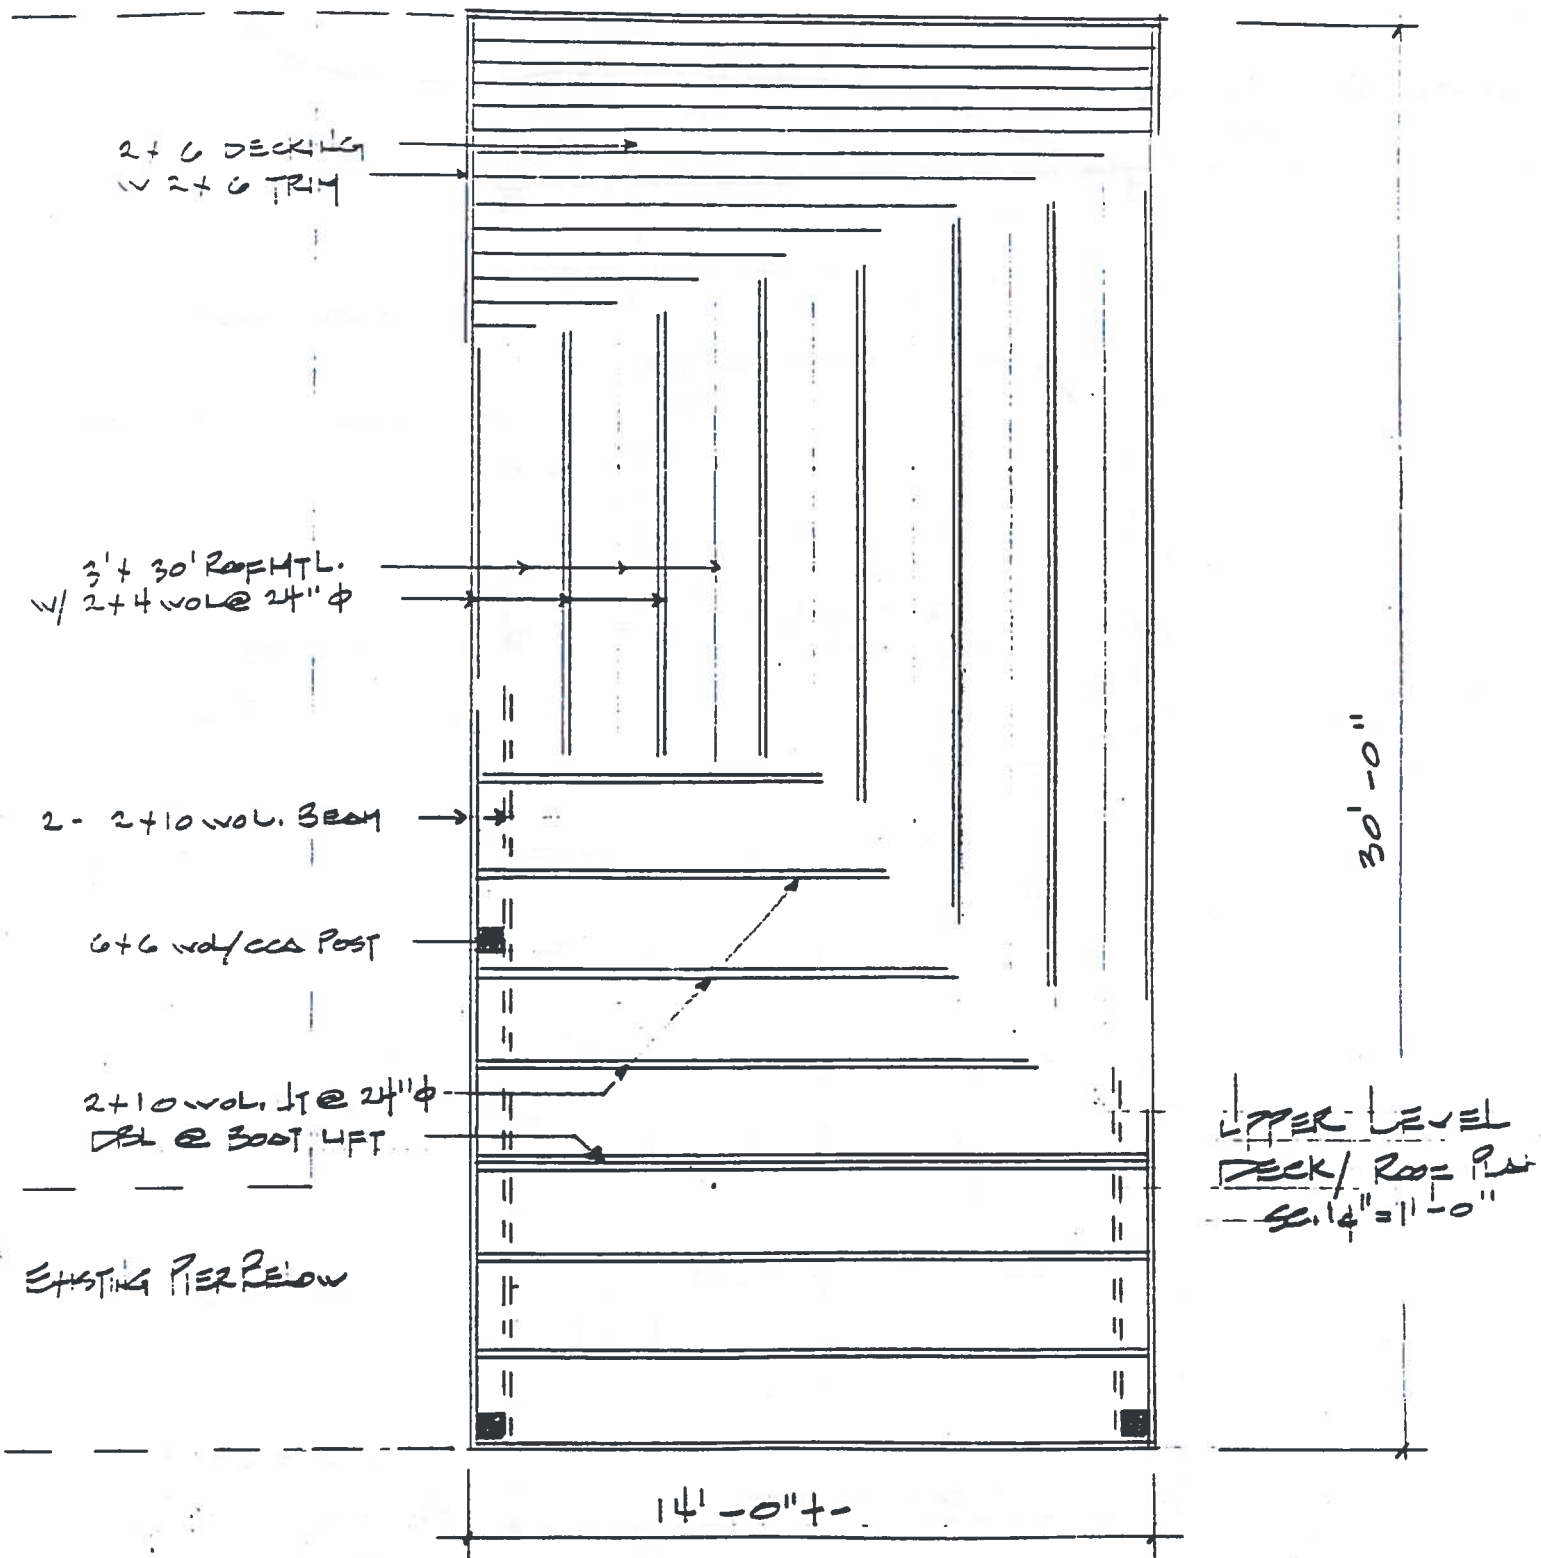 2 + 6 DECKING
W 2 + 6 TRIM
3' + 30' ROOF MTL.
W/ 2 + 4 WOL @ 24" ϕ
2 - 2 + 10 WOL. BEAM
6 + 6 WOL/CCA POST
2 + 10 WOL. JT @ 24" ϕ
DBL @ BOAT LIFT
EXISTING PIER BELOW
30'-0"
UPPER LEVEL
DECK/ ROOF PLAN
SC. 1/4" = 1'-0"
14'-0" + -